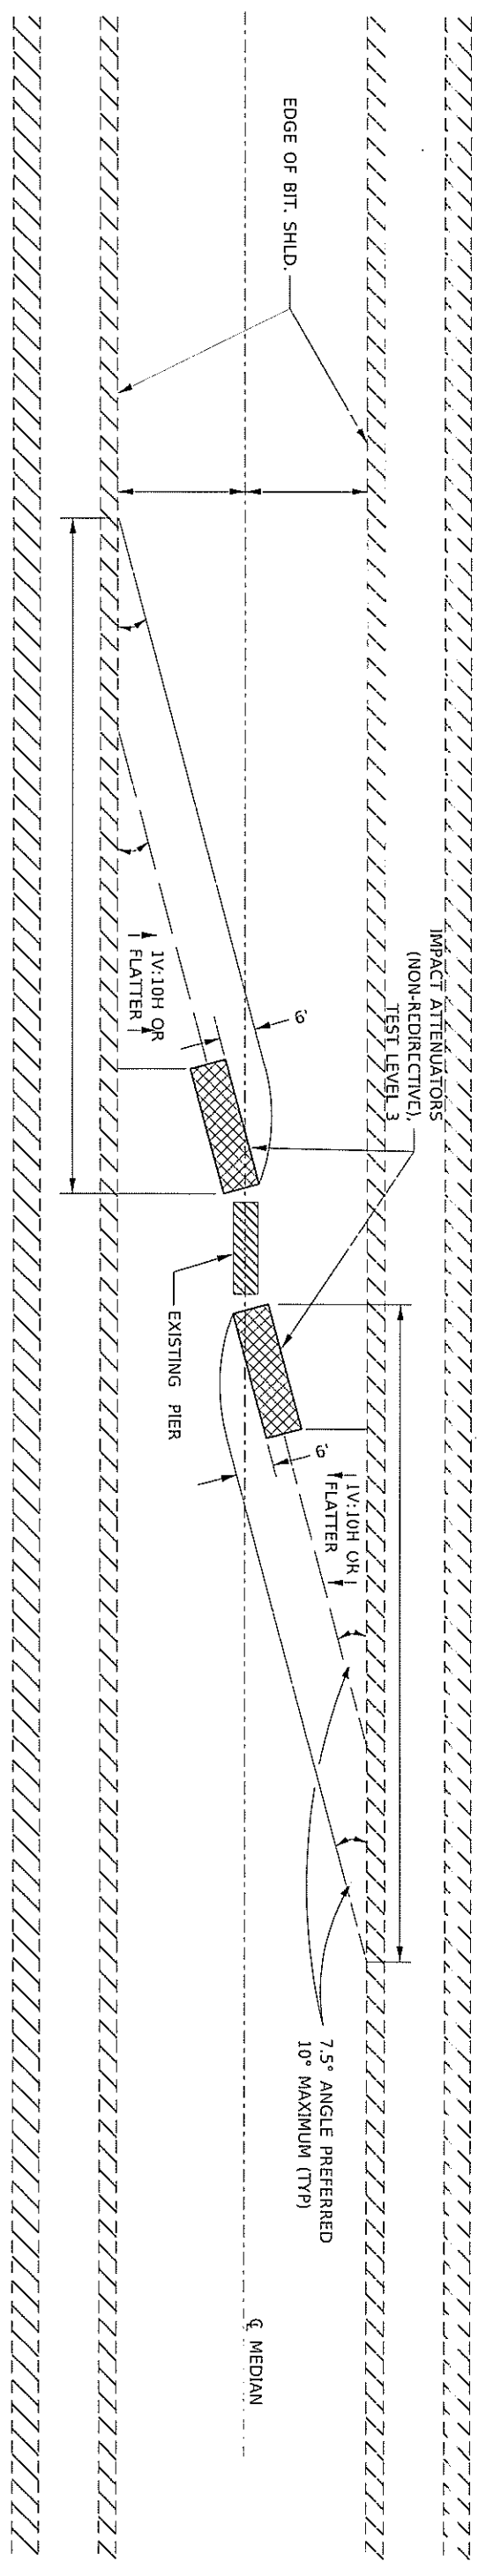 EDGE OF BIT. SHLD.
IMPACT ATTENUATORS
(NON-REDIRECTIVE),
TEST LEVEL 3
6'
1V:10H OR
FLATTER
EXISTING PIER
6'
1V:10H OR
FLATTER
7.5° ANGLE PREFERRED
10° MAXIMUM (TYP)
℄ MEDIAN